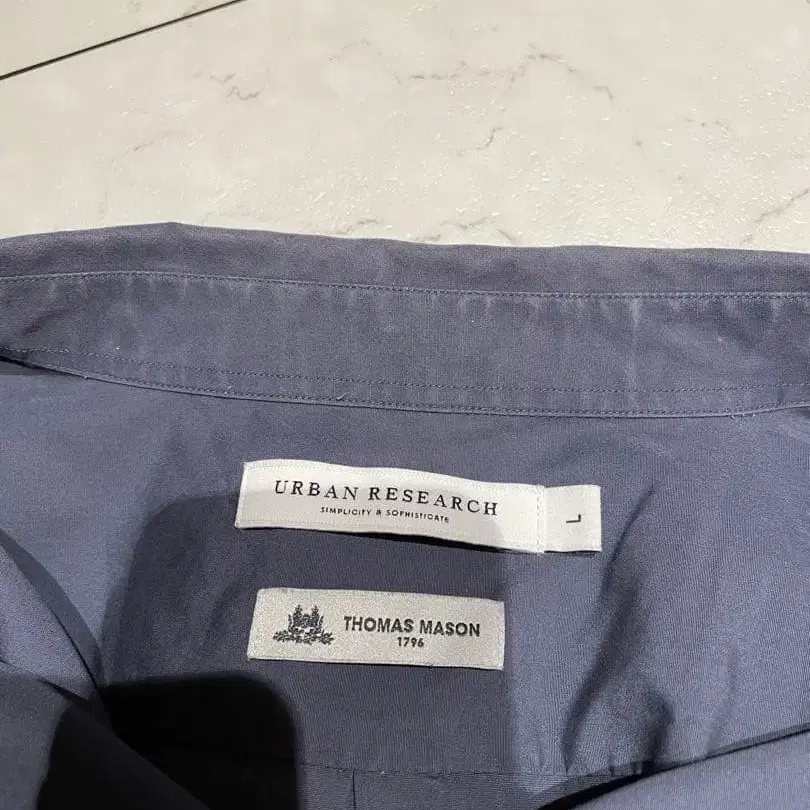 URBAN RESEARCH
SIMPLICITY & SOPHISTICATE
L
THOMAS MASON
1796